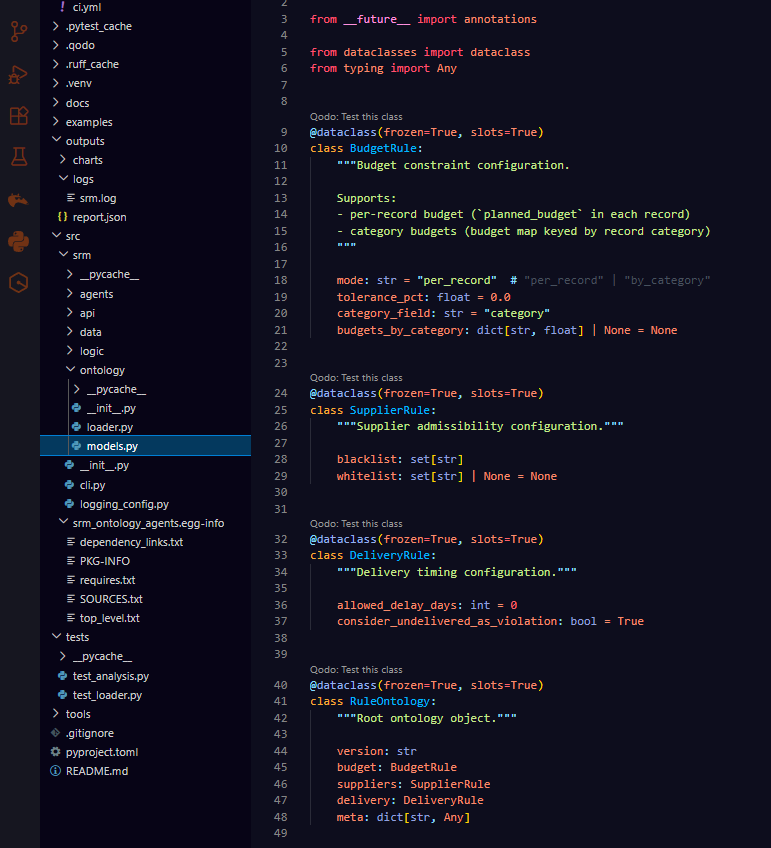 ci.yml
.pytest_cache
.qodo
.ruff_cache
.venv
docs
examples
outputs
charts
logs
srm.log
report.json
src
srm
__pycache__
agents
api
data
logic
ontology
__pycache__
__init__.py
loader.py
models.py
__init__.py
cli.py
logging_config.py
srm_ontology_agents.egg-info
dependency_links.txt
PKG-INFO
requires.txt
SOURCES.txt
top_level.txt
tests
__pycache__
test_analysis.py
test_loader.py
tools
.gitignore
pyproject.toml
README.md
2
3 from __future__ import annotations
4
5 from dataclasses import dataclass
6 from typing import Any
7
8
Qodo: Test this class
9 @dataclass(frozen=True, slots=True)
10 class BudgetRule:
11 """Budget constraint configuration.
12
13 Supports:
14 - per-record budget (`planned_budget` in each record)
15 - category budgets (budget map keyed by record category)
16 """
17
18 mode: str = "per_record"  # "per_record" | "by_category"
19 tolerance_pct: float = 0.0
20 category_field: str = "category"
21 budgets_by_category: dict[str, float] | None = None
22
23
Qodo: Test this class
24 @dataclass(frozen=True, slots=True)
25 class SupplierRule:
26 """Supplier admissibility configuration."""
27
28 blacklist: set[str]
29 whitelist: set[str] | None = None
30
31
Qodo: Test this class
32 @dataclass(frozen=True, slots=True)
33 class DeliveryRule:
34 """Delivery timing configuration."""
35
36 allowed_delay_days: int = 0
37 consider_undelivered_as_violation: bool = True
38
39
Qodo: Test this class
40 @dataclass(frozen=True, slots=True)
41 class RuleOntology:
42 """Root ontology object."""
43
44 version: str
45 budget: BudgetRule
46 suppliers: SupplierRule
47 delivery: DeliveryRule
48 meta: dict[str, Any]
49